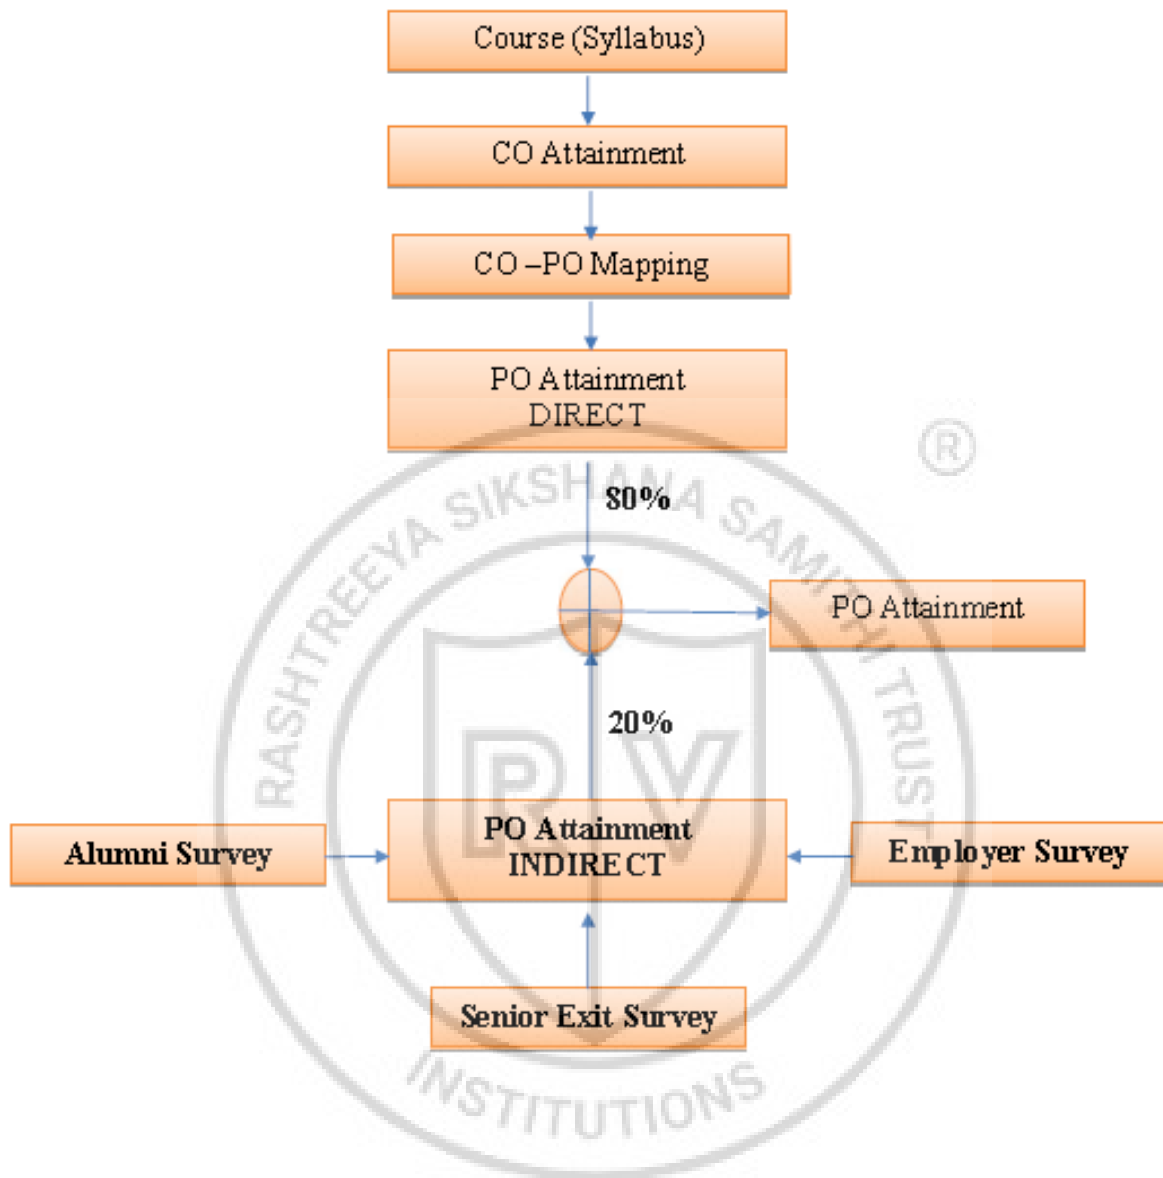 Course (Syllabus)
CO Attainment
CO –PO Mapping
PO Attainment
DIRECT
®
80%
PO Attainment
20%
Alumni Survey
PO Attainment
INDIRECT
Employer Survey
Senior Exit Survey
RASHTREEYA SIKSHANA SAMITHI TRUST
RV
INSTITUTIONS